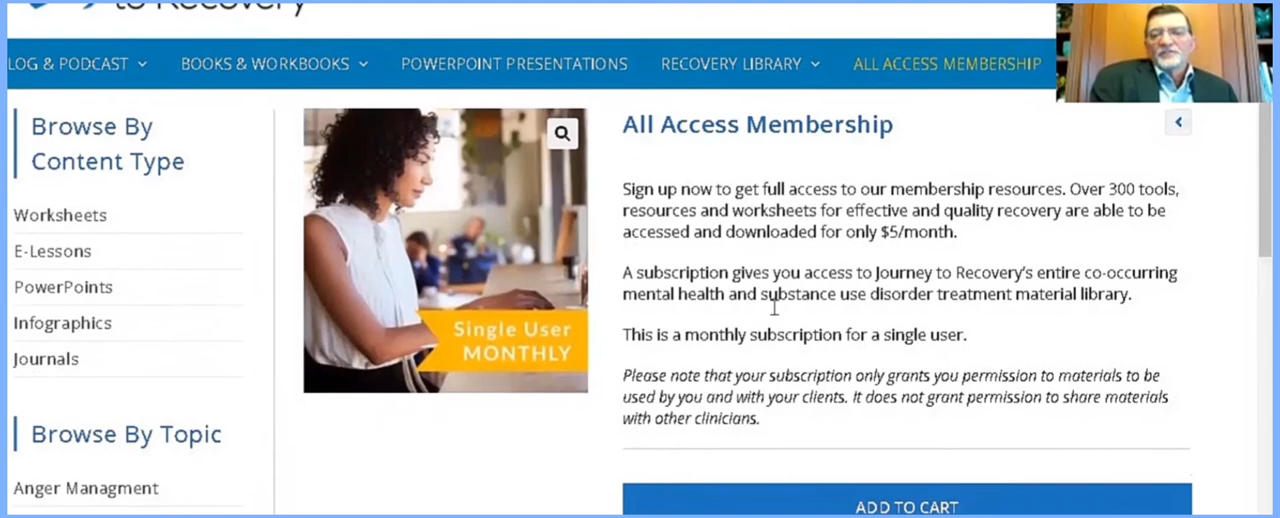 to Recovery
LOG & PODCAST BOOKS & WORKBOOKS POWERPOINT PRESENTATIONS RECOVERY LIBRARY ALL ACCESS MEMBERSHIP
Browse By
Content Type
Worksheets
E-Lessons
PowerPoints
Infographics
Journals
Browse By Topic
Anger Managment
Single User
MONTHLY
All Access Membership
Sign up now to get full access to our membership resources. Over 300 tools,
resources and worksheets for effective and quality recovery are able to be
accessed and downloaded for only $5/month.
A subscription gives you access to Journey to Recovery's entire co-occurring
mental health and substance use disorder treatment material library.
This is a monthly subscription for a single user.
Please note that your subscription only grants you permission to materials to be
used by you and with your clients. It does not grant permission to share materials
with other clinicians.
ADD TO CART